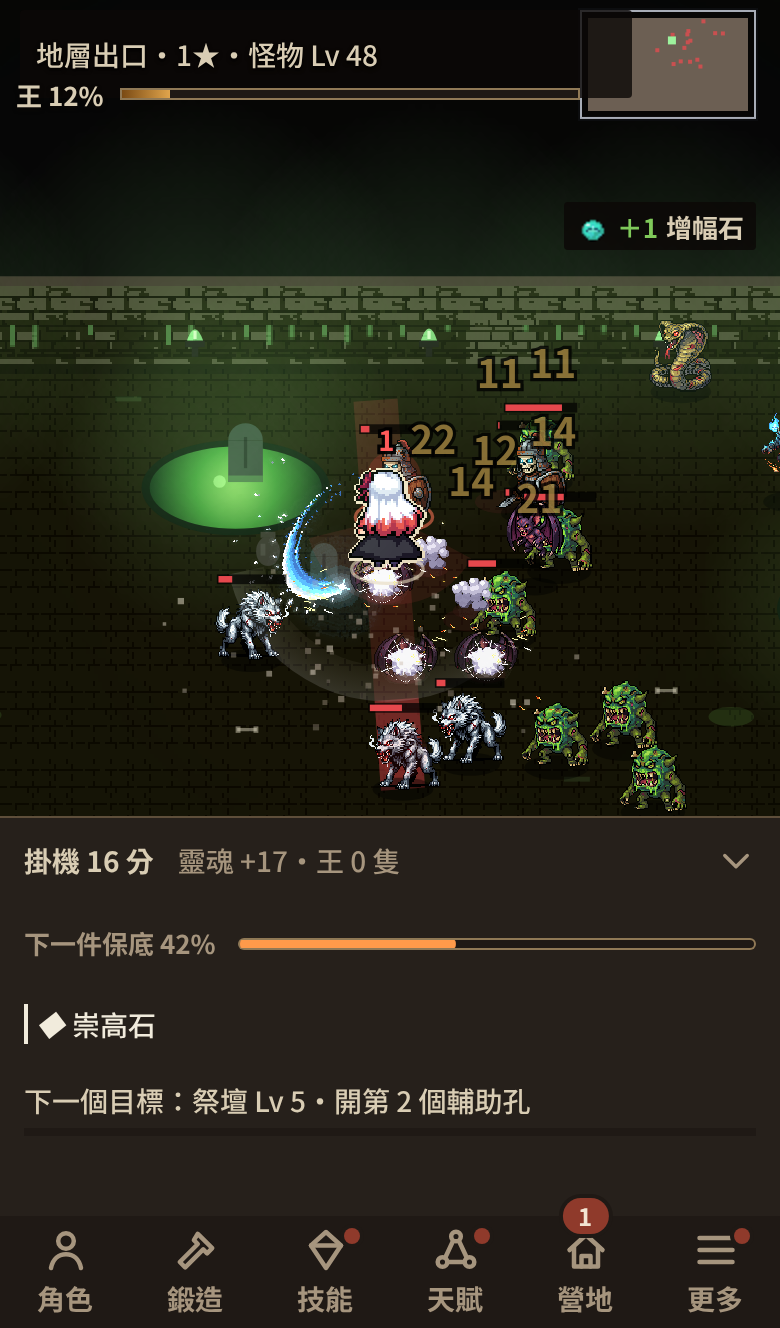 地層出口・1★・怪物 Lv 48
王 12%
＋1 增幅石
11 11
1 22 12 14
14 21
掛機 16 分 靈魂 +17・王 0 隻
下一件保底 42%
崇高石
下一個目標：祭壇 Lv 5・開第 2 個輔助孔
1
角色 鍛造 技能 天賦 營地 更多